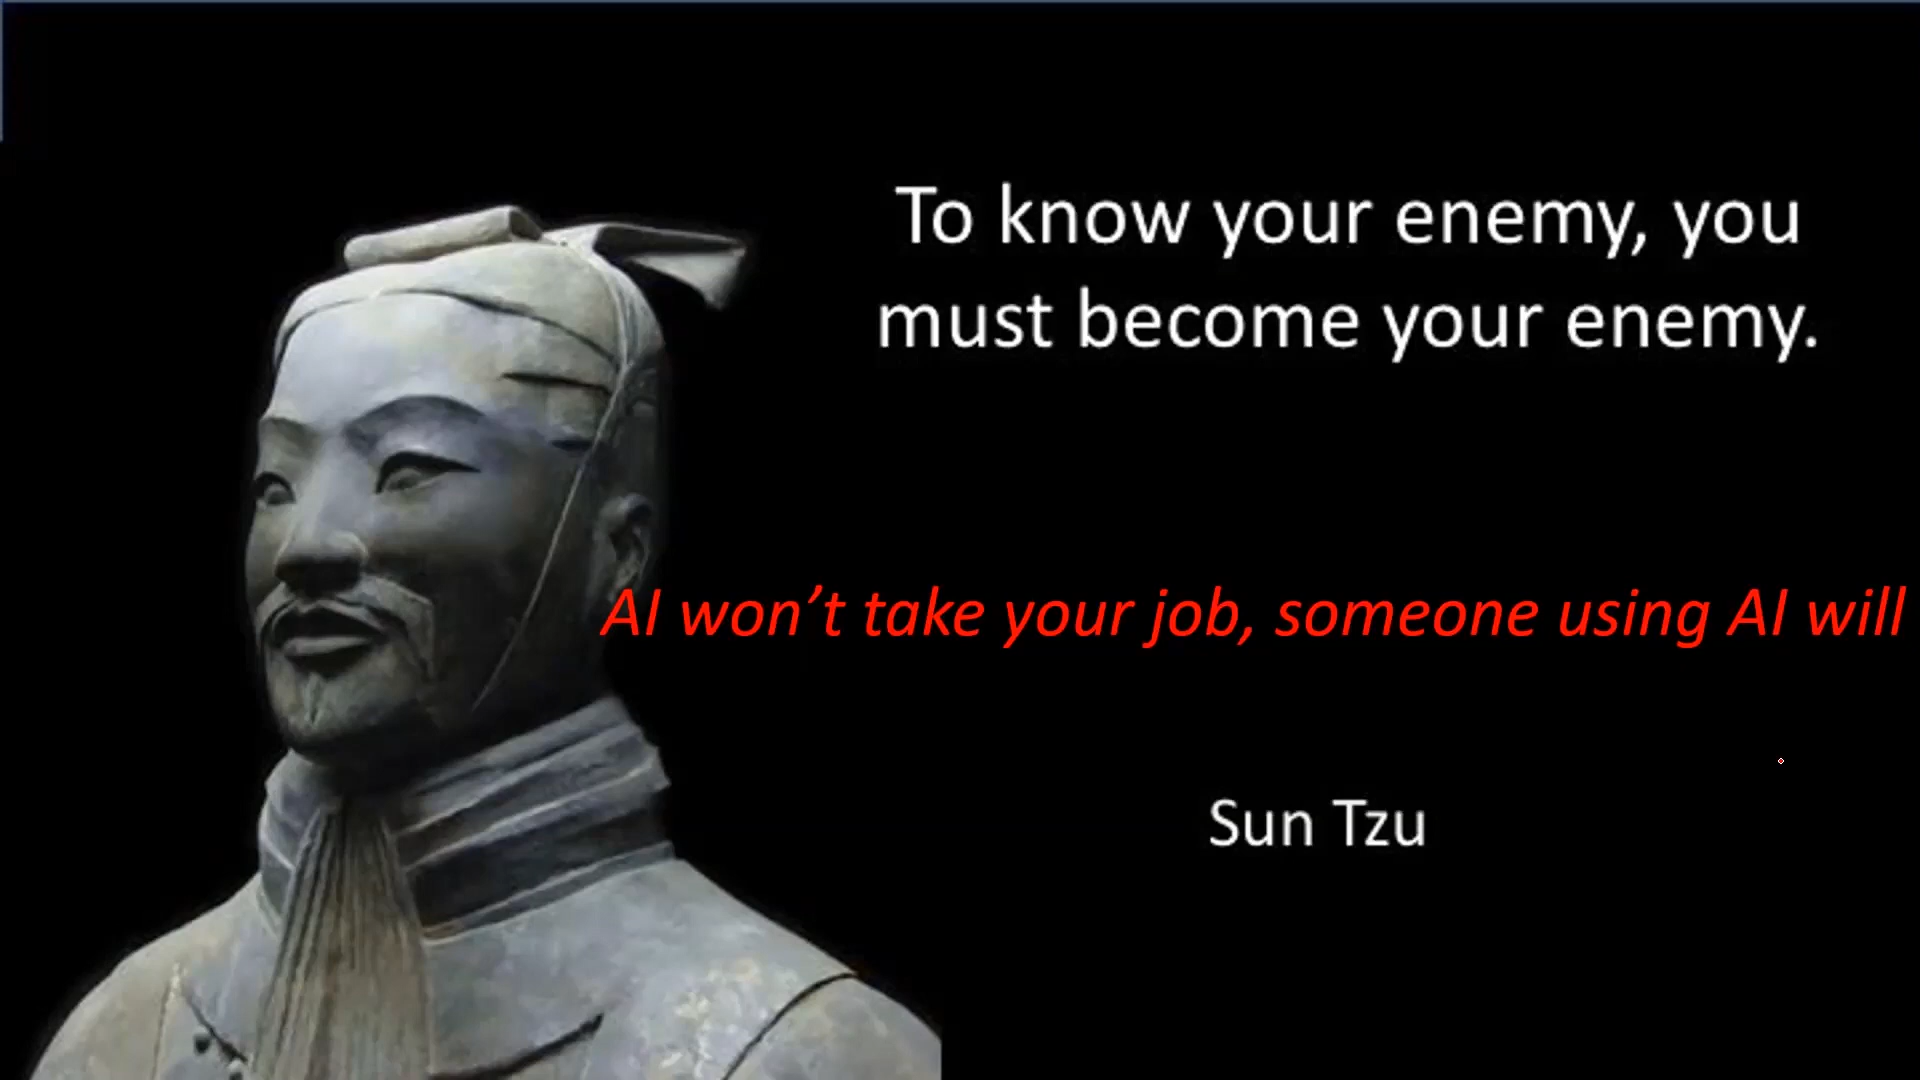 To know your enemy, you
must become your enemy.
AI won’t take your job, someone using AI will
Sun Tzu